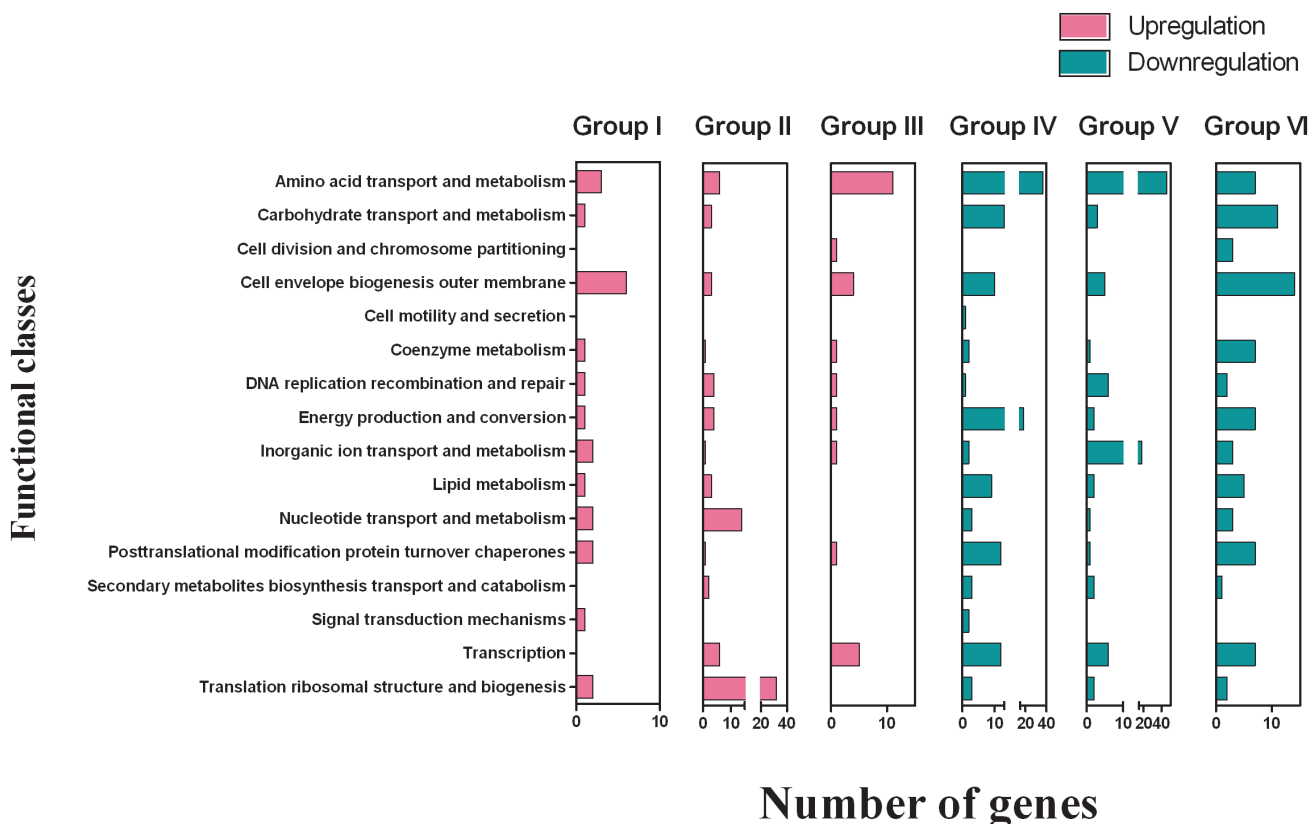 Upregulation
Downregulation
Group I Group II Group III Group IV Group V Group VI
Functional classes
Amino acid transport and metabolism
Carbohydrate transport and metabolism
Cell division and chromosome partitioning
Cell envelope biogenesis outer membrane
Cell motility and secretion
Coenzyme metabolism
DNA replication recombination and repair
Energy production and conversion
Inorganic ion transport and metabolism
Lipid metabolism
Nucleotide transport and metabolism
Posttranslational modification protein turnover chaperones
Secondary metabolites biosynthesis transport and catabolism
Signal transduction mechanisms
Transcription
Translation ribosomal structure and biogenesis
0 10 0 10 20 40 0 10 0 10 20 40 0 10 20 40 0 10
Number of genes